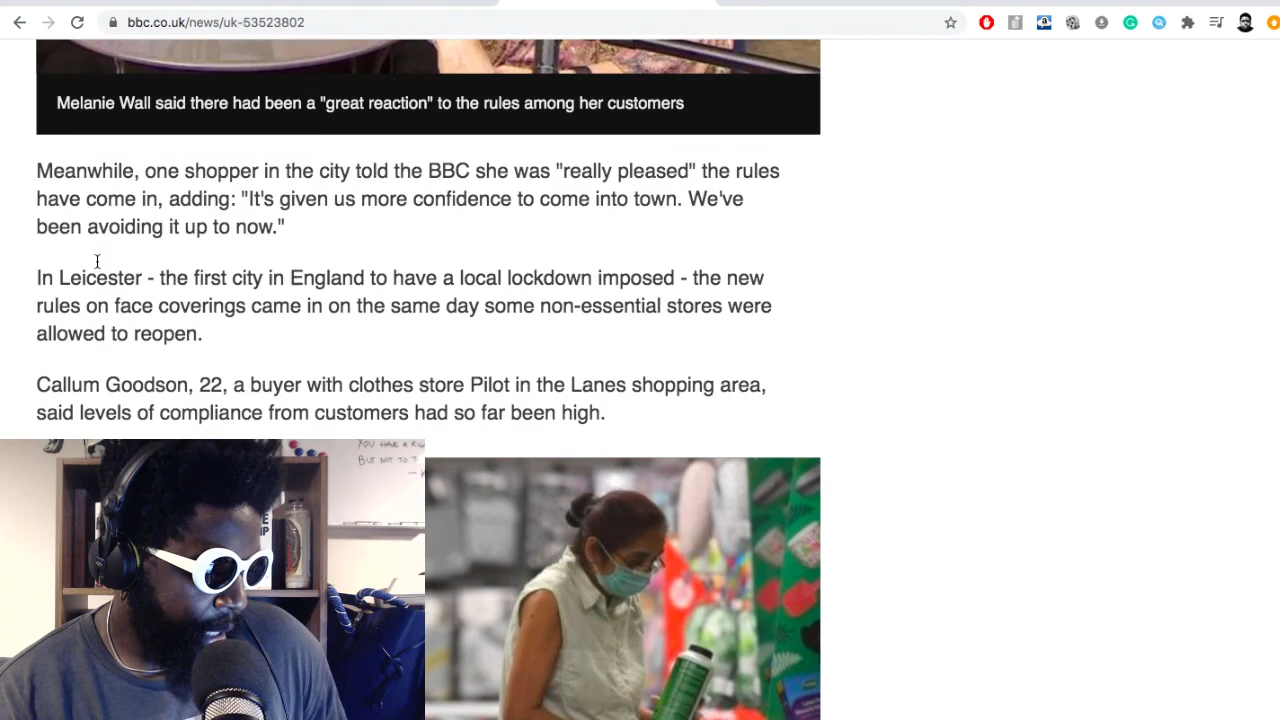 bbc.co.uk/news/uk-53523802
Melanie Wall said there had been a "great reaction" to the rules among her customers
Meanwhile, one shopper in the city told the BBC she was "really pleased" the rules
have come in, adding: "It's given us more confidence to come into town. We've
been avoiding it up to now."
In Leicester - the first city in England to have a local lockdown imposed - the new
rules on face coverings came in on the same day some non-essential stores were
allowed to reopen.
Callum Goodson, 22, a buyer with clothes store Pilot in the Lanes shopping area,
said levels of compliance from customers had so far been high.
YOU HAVE A
BUT NOT TO